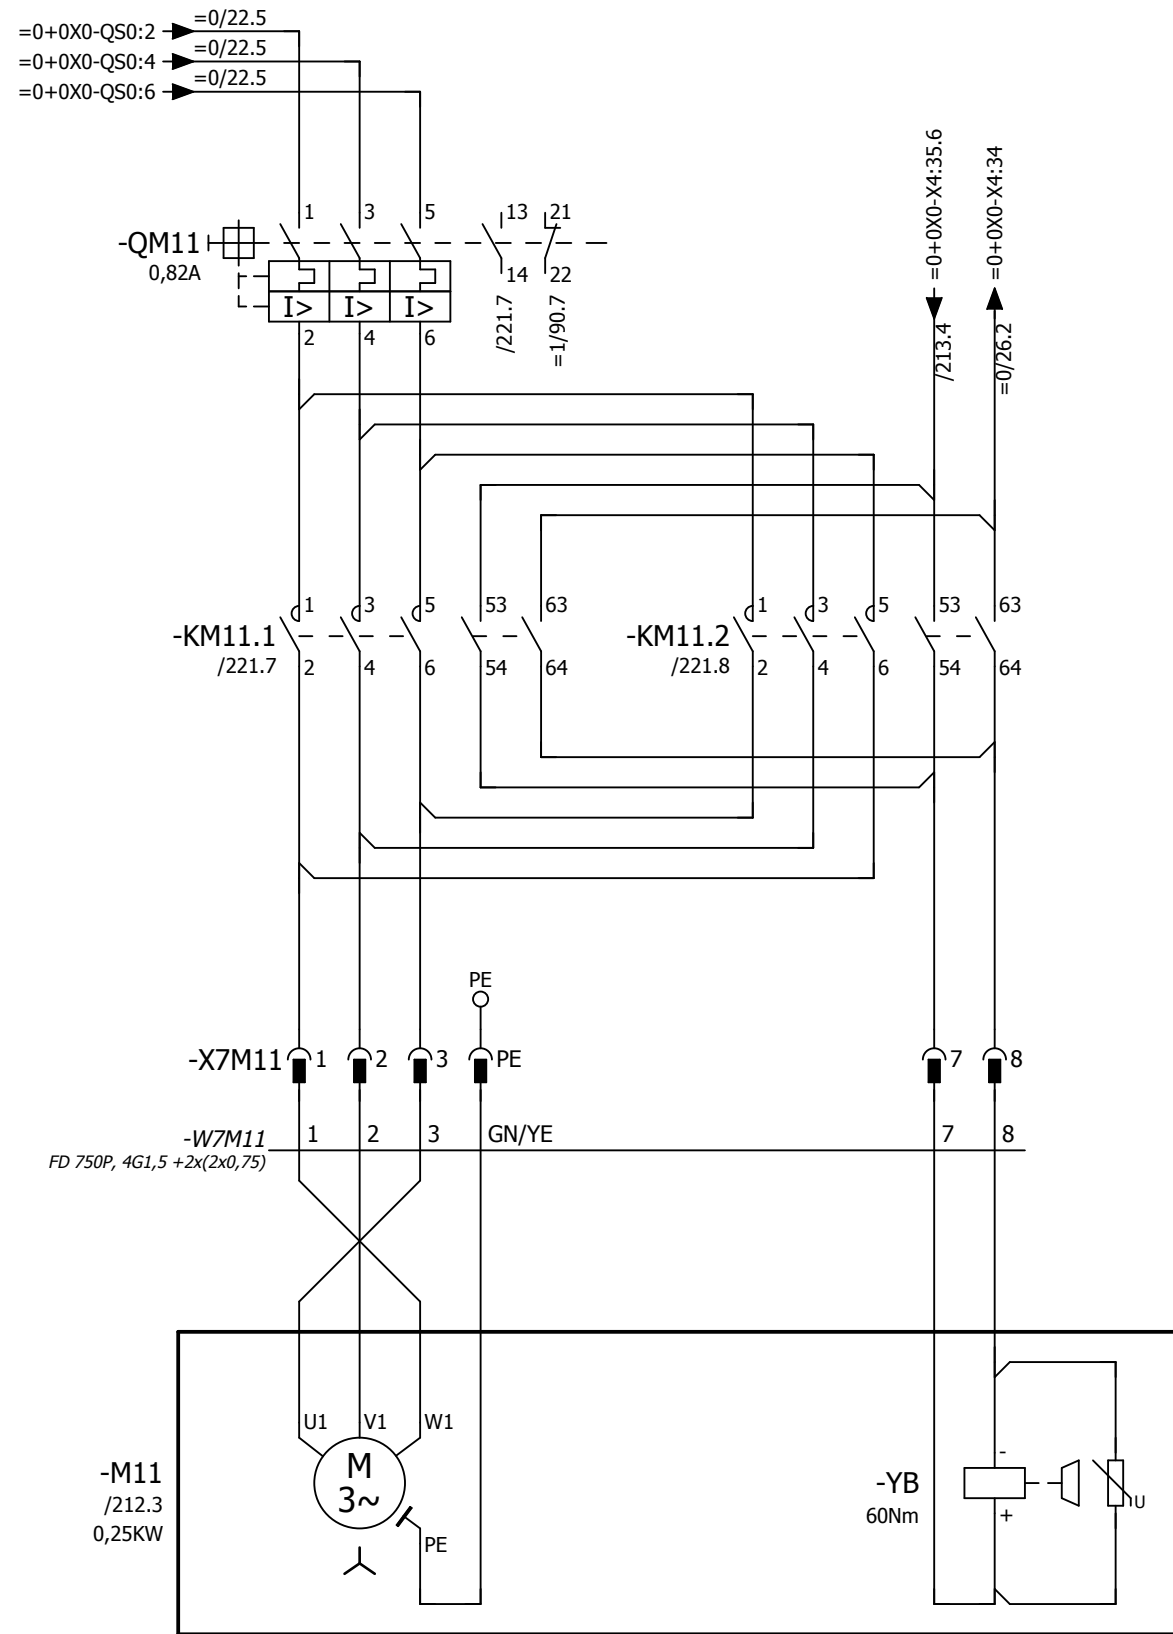 =0/22.5
=0+0X0-QS0:2
=0/22.5
=0+0X0-QS0:4
=0/22.5
=0+0X0-QS0:6
=0+0X0-X4:35.6
=0+0X0-X4:34
1 3 5 13 21
-QM11
0,82A
14 22
I> I> I>
2 4 6
/221.7
=1/90.7
/213.4
=0/26.2
1 3 5 53 63
-KM11.1
/221.7
2 4 6 54 64
1 3 5 53 63
-KM11.2
/221.8
2 4 6 54 64
PE
-X7M11 1 2 3 PE 7 8
-W7M11 1 2 3 GN/YE 7 8
FD 750P, 4G1,5 +2x(2x0,75)
U1 V1 W1
-M11
/212.3
0,25KW
M
3~
PE
-YB
60Nm
-
+
U